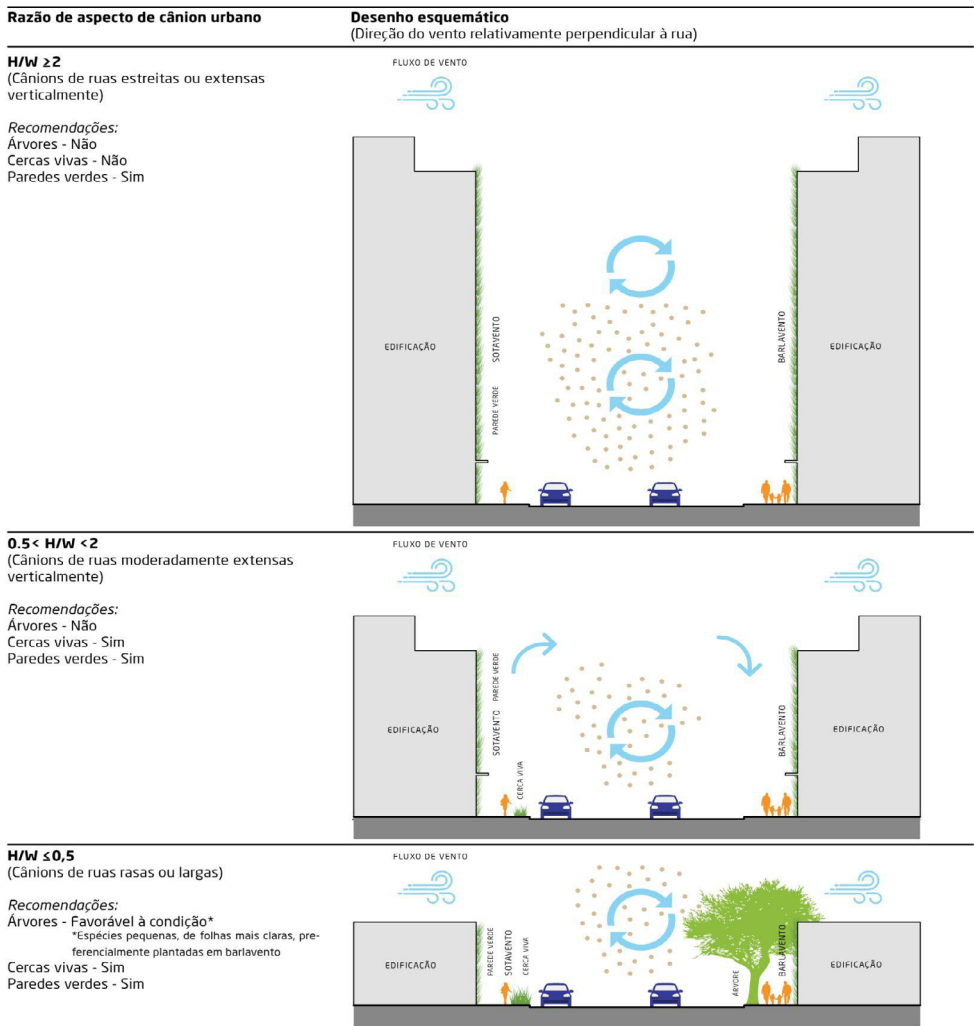 Razão de aspecto de cânion urbano
Desenho esquemático
(Direção do vento relativamente perpendicular à rua)
H/W ≥2
(Cânions de ruas estreitas ou extensas
verticalmente)
Recomendações:
Árvores - Não
Cercas vivas - Não
Paredes verdes - Sim
FLUXO DE VENTO
EDIFICAÇÃO
SOTAVENTO
PAREDE VERDE
BARLAVENTO
EDIFICAÇÃO
0.5< H/W <2
(Cânions de ruas moderadamente extensas
verticalmente)
Recomendações:
Árvores - Não
Cercas vivas - Sim
Paredes verdes - Sim
FLUXO DE VENTO
EDIFICAÇÃO
SOTAVENTO
PAREDE VERDE
CERCA VIVA
BARLAVENTO
EDIFICAÇÃO
H/W ≤0,5
(Cânions de ruas rasas ou largas)
Recomendações:
Árvores - Favorável à condição*
*Espécies pequenas, de folhas mais claras, pre-
ferencialmente plantadas em barlavento
Cercas vivas - Sim
Paredes verdes - Sim
FLUXO DE VENTO
EDIFICAÇÃO
PAREDE VERDE
SOTAVENTO
CERCA VIVA
ÁRVORE
BARLAVENTO
EDIFICAÇÃO